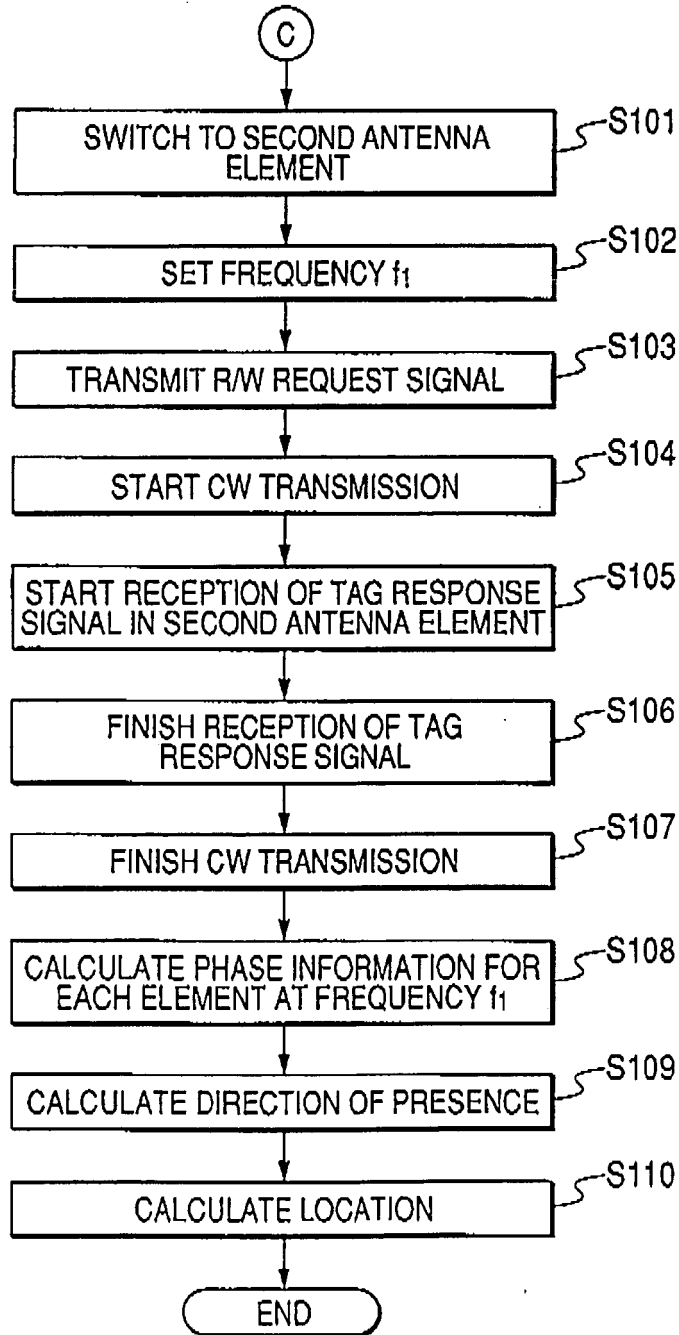 C
SWITCH TO SECOND ANTENNA
ELEMENT
S101
SET FREQUENCY f1
S102
TRANSMIT R/W REQUEST SIGNAL
S103
START CW TRANSMISSION
S104
START RECEPTION OF TAG RESPONSE
SIGNAL IN SECOND ANTENNA ELEMENT
S105
FINISH RECEPTION OF TAG
RESPONSE SIGNAL
S106
FINISH CW TRANSMISSION
S107
CALCULATE PHASE INFORMATION FOR
EACH ELEMENT AT FREQUENCY f1
S108
CALCULATE DIRECTION OF PRESENCE
S109
CALCULATE LOCATION
S110
END